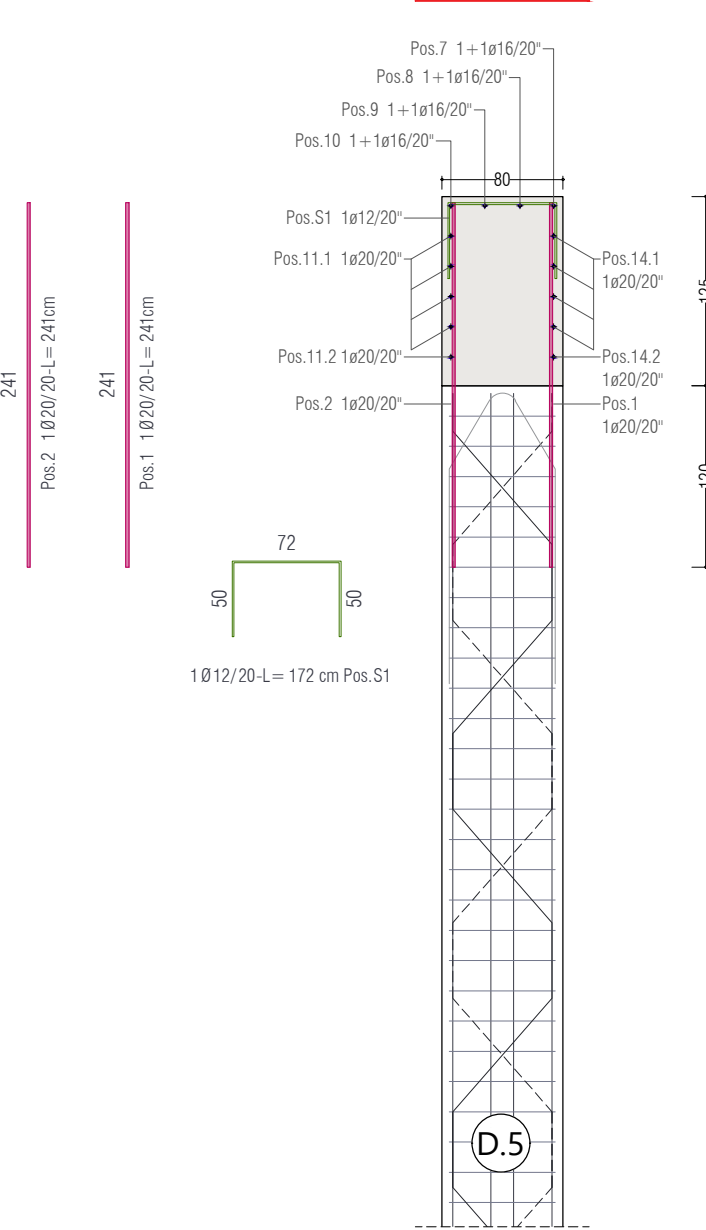 Pos.7 1+1ø16/20"
Pos.8 1+1ø16/20"
Pos.9 1+1ø16/20"
Pos.10 1+1ø16/20"
80
Pos.S1 1ø12/20"
Pos.11.1 1ø20/20"
Pos.14.1
1ø20/20"
125
Pos.11.2 1ø20/20"
Pos.14.2
1ø20/20"
Pos.2 1ø20/20"
Pos.1
1ø20/20"
120
241
Pos.2 1Ø20/20-L=241cm
241
Pos.1 1Ø20/20-L=241cm
72
50
50
1Ø12/20-L=172 cm Pos.S1
D.5